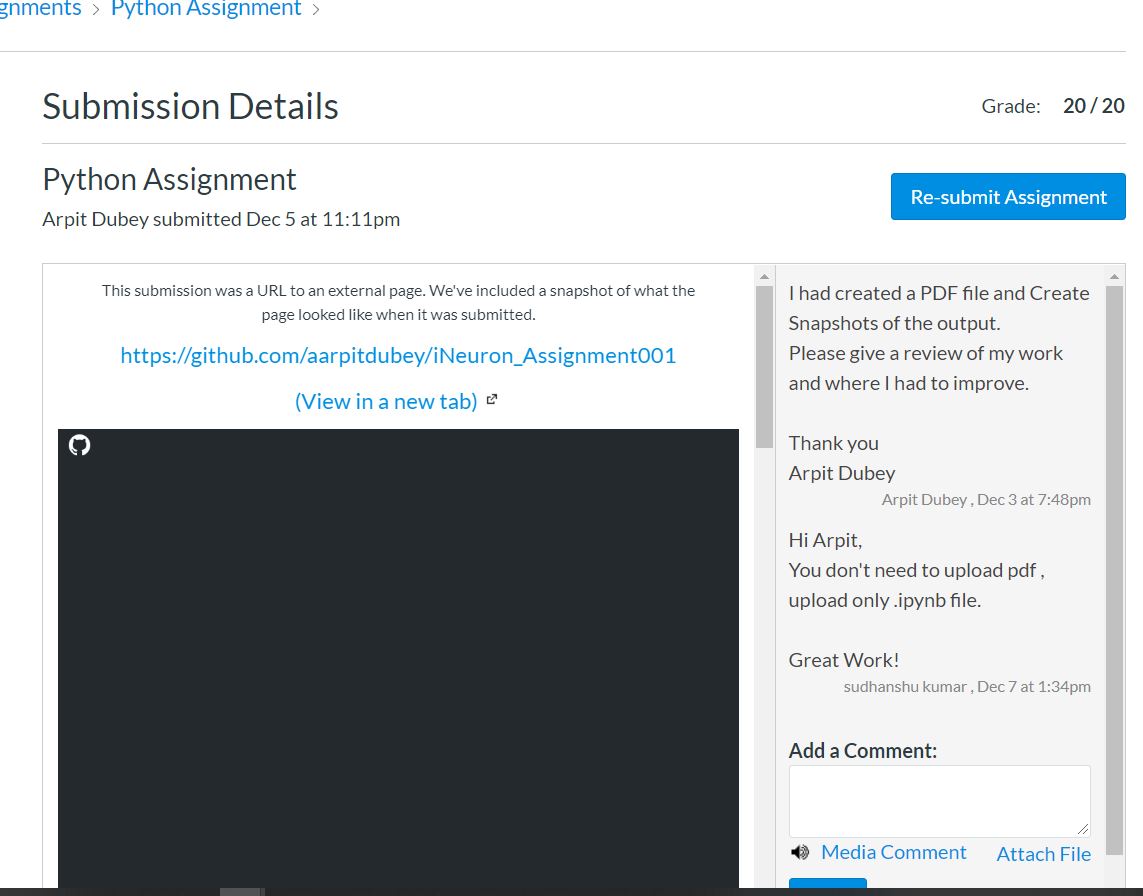 gnments > Python Assignment >
Submission Details
Grade: 20 / 20
Python Assignment
Arpit Dubey submitted Dec 5 at 11:11pm
Re-submit Assignment
This submission was a URL to an external page. We've included a snapshot of what the
page looked like when it was submitted.
https://github.com/aarpitdubey/iNeuron_Assignment001
(View in a new tab)
I had created a PDF file and Create
Snapshots of the output.
Please give a review of my work
and where I had to improve.
Thank you
Arpit Dubey
Arpit Dubey , Dec 3 at 7:48pm
Hi Arpit,
You don't need to upload pdf ,
upload only .ipynb file.
Great Work!
sudhanshu kumar , Dec 7 at 1:34pm
Add a Comment:
Media Comment
Attach File